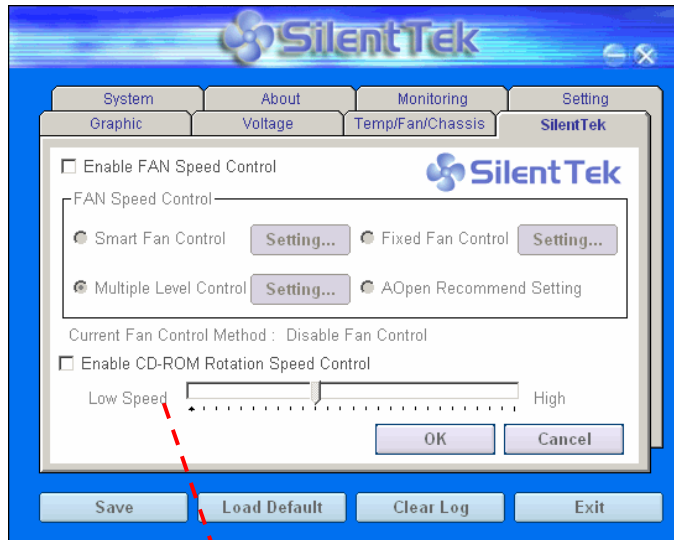 SilentTek
System About Monitoring Setting
Graphic Voltage Temp/Fan/Chassis SilentTek
Enable FAN Speed Control
SilentTek
FAN Speed Control
Smart Fan Control Setting... Fixed Fan Control Setting...
Multiple Level Control Setting... AOpen Recommend Setting
Current Fan Control Method : Disable Fan Control
Enable CD-ROM Rotation Speed Control
Low Speed High
OK Cancel
Save Load Default Clear Log Exit